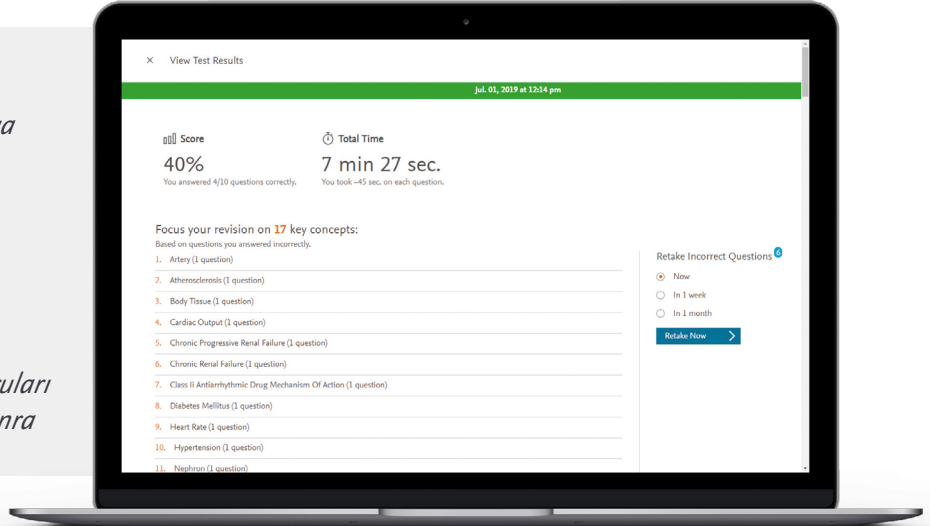 View Test Results
Jul. 01, 2019 at 12:14 pm
Score
40%
You answered 4/10 questions correctly.
Total Time
7 min 27 sec.
You took ~45 sec. on each question.
Focus your revision on 17 key concepts:
Based on questions you answered incorrectly.
1. Artery (1 question)
2. Atherosclerosis (1 question)
3. Body Tissue (1 question)
4. Cardiac Output (1 question)
5. Chronic Progressive Renal Failure (1 question)
6. Chronic Renal Failure (1 question)
7. Class Ii Antiarrhythmic Drug Mechanism Of Action (1 question)
8. Diabetes Mellitus (1 question)
9. Heart Rate (1 question)
10. Hypertension (1 question)
11. Nephron (1 question)
Retake Incorrect Questions 6
Now
In 1 week
In 1 month
Retake Now